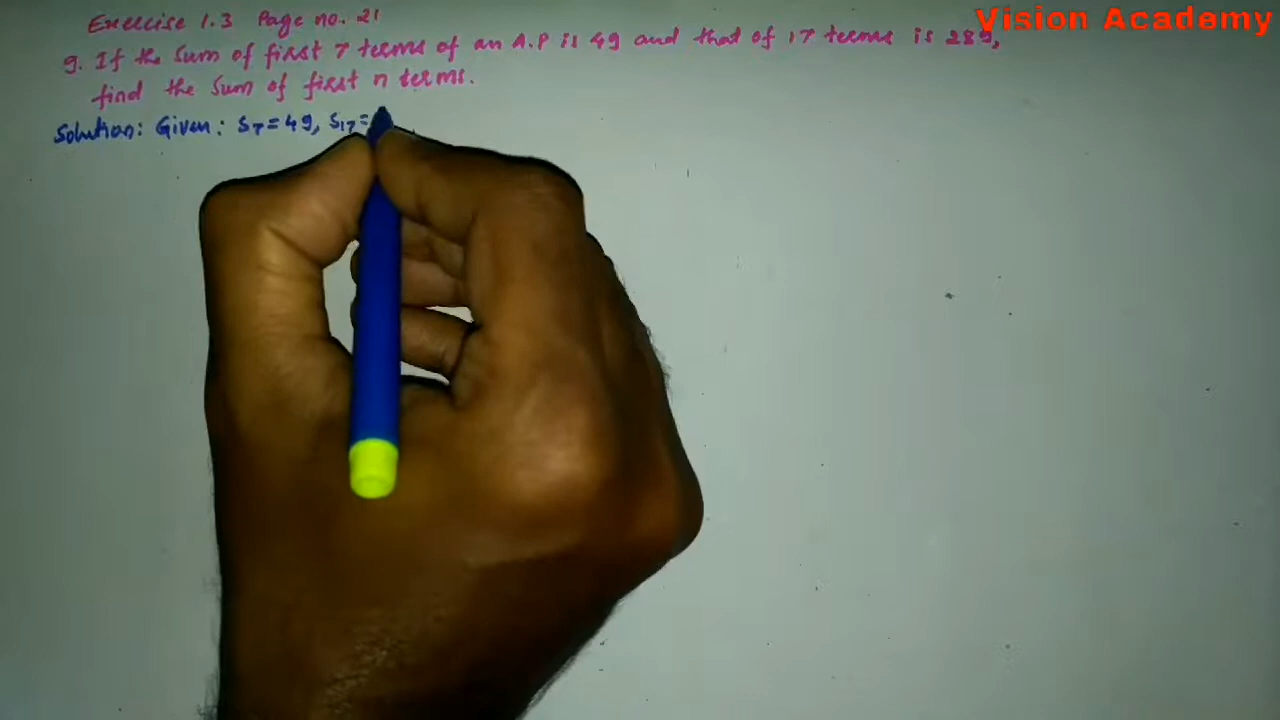 Vision Academy
Exercise 1.3 Page no. 21
9. If the Sum of first 7 terms of an A.P is 49 and that of 17 terms is 289,
find the Sum of first n terms.
Solution: Given: S7 = 49, S17 =